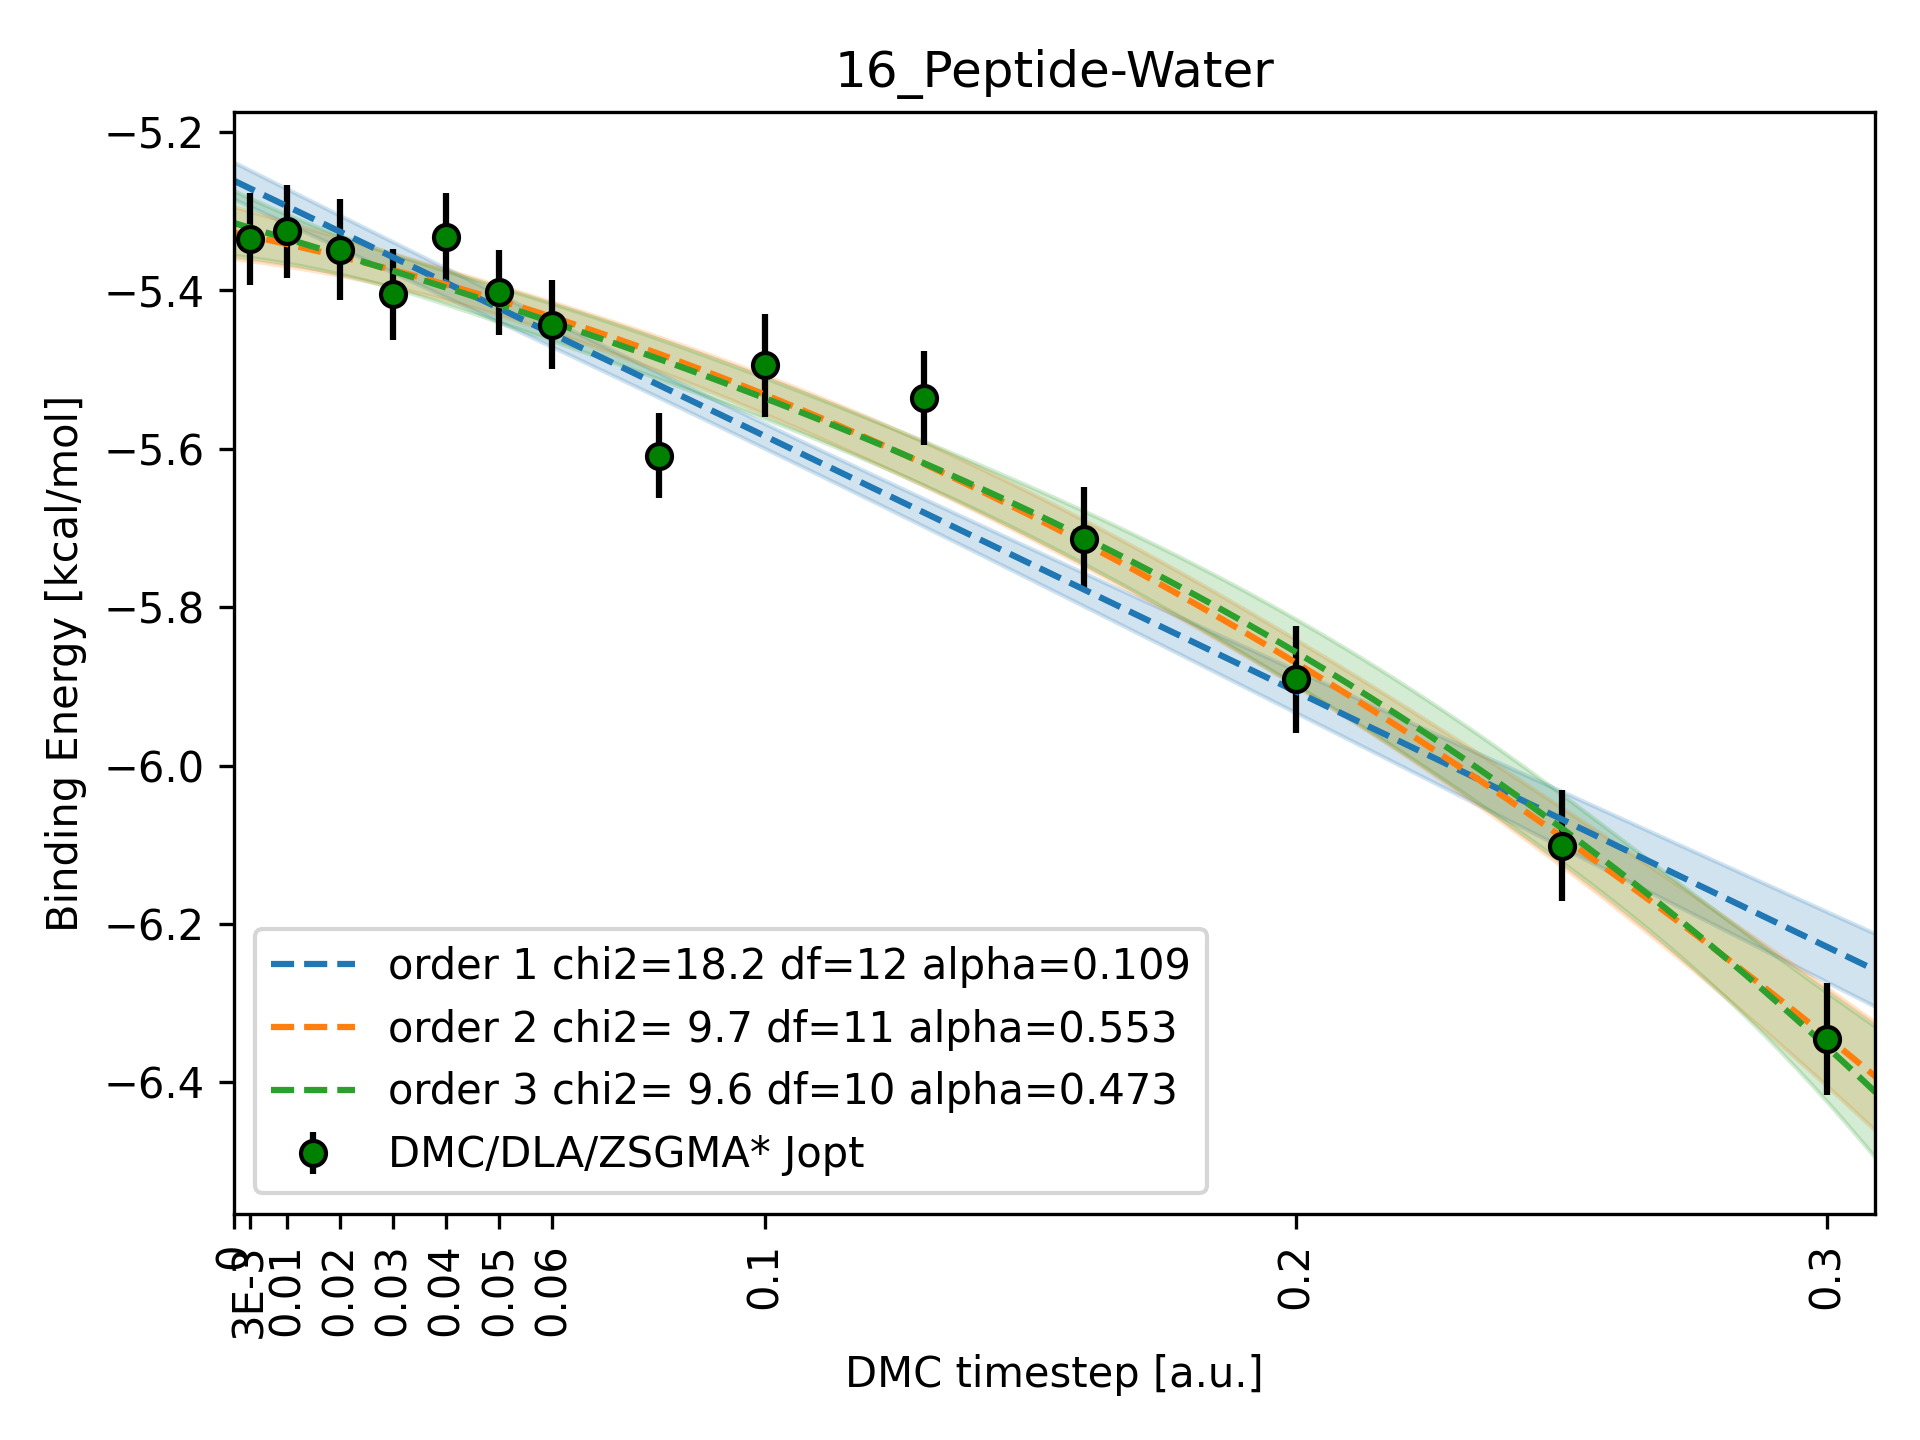 16_Peptide-Water
Binding Energy [kcal/mol]
−5.2
−5.4
−5.6
−5.8
−6.0
−6.2
−6.4
order 1 chi2=18.2 df=12 alpha=0.109
order 2 chi2= 9.7 df=11 alpha=0.553
order 3 chi2= 9.6 df=10 alpha=0.473
DMC/DLA/ZSGMA* Jopt
0
3E-3
0.01
0.02
0.03
0.04
0.05
0.06
0.1
0.2
0.3
DMC timestep [a.u.]